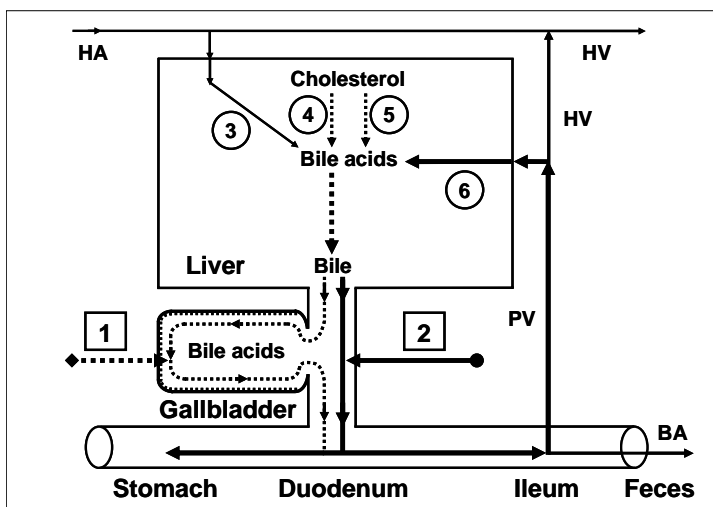 HA
HV
Cholesterol
4
5
3
HV
Bile acids
6
Liver
Bile
1
2
PV
Bile acids
Gallbladder
BA
Stomach
Duodenum
Ileum
Feces